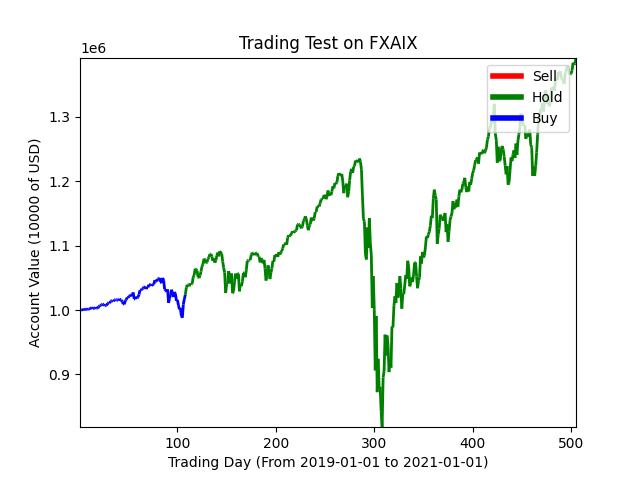 Trading Test on FXAIX
1e6
Sell
Hold
Buy
1.3
1.2
1.1
1.0
0.9
Account Value (10000 of USD)
100 200 300 400 500
Trading Day (From 2019-01-01 to 2021-01-01)